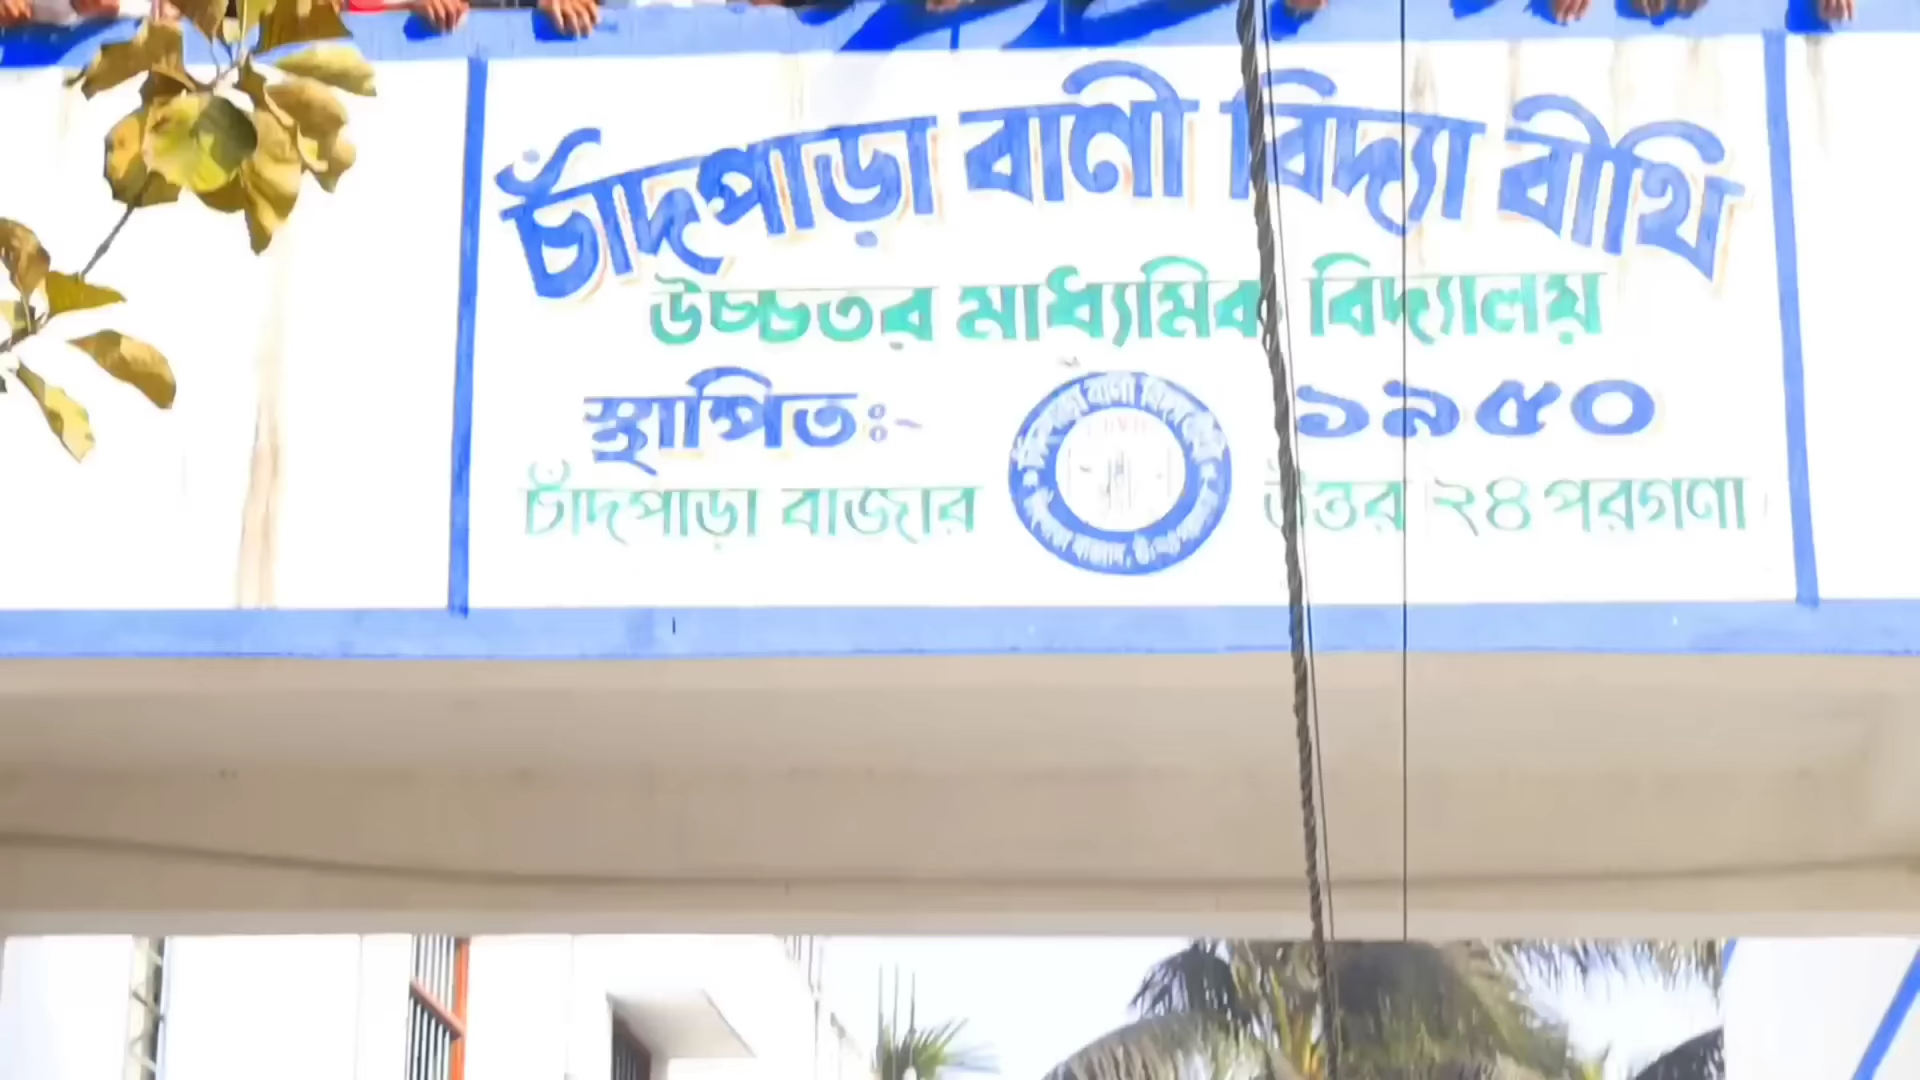 চাঁদপাড়া বাণী বিদ্যা বীথি
উচ্চতর মাধ্যমিক বিদ্যালয়
স্থাপিতঃ- ১৯৫০
চাঁদপাড়া বাজার উত্তর ২৪ পরগণা